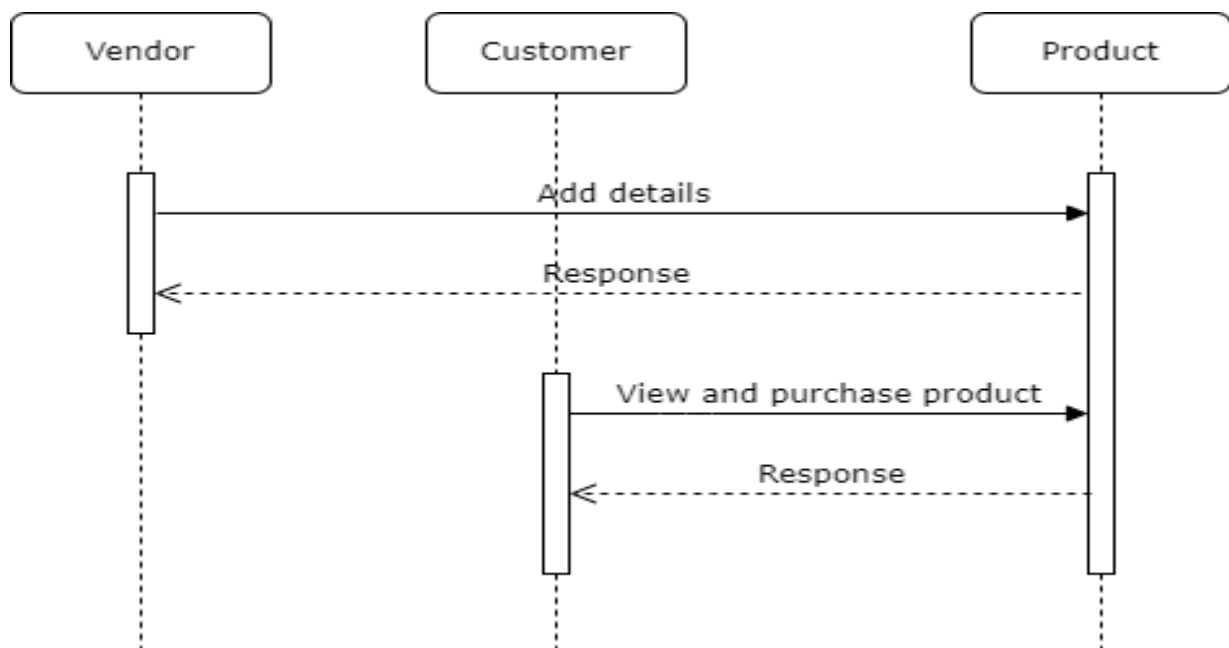 Vendor
Customer
Product
Add details
Response
View and purchase product
Response